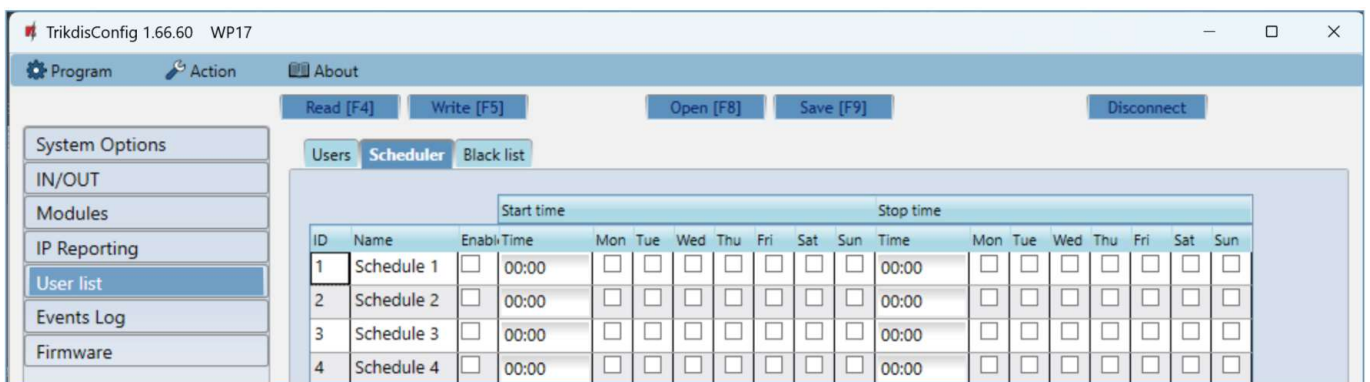 TrikdisConfig 1.66.60 WP17
Program Action About
Read [F4] Write [F5] Open [F8] Save [F9] Disconnect
System Options
IN/OUT
Modules
IP Reporting
User list
Events Log
Firmware
Users Scheduler Black list
Start time Stop time
ID Name Enabl Time Mon Tue Wed Thu Fri Sat Sun Time Mon Tue Wed Thu Fri Sat Sun
1 Schedule 1 00:00 00:00
2 Schedule 2 00:00 00:00
3 Schedule 3 00:00 00:00
4 Schedule 4 00:00 00:00